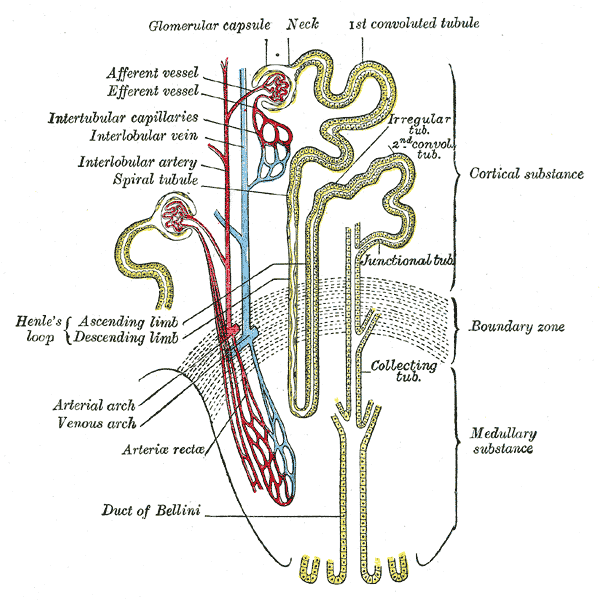 Glomerular capsule
Neck
1st convoluted tubule
Afferent vessel
Efferent vessel
Intertubular capillaries
Interlobular vein
Interlobular artery
Spiral tubule
Irregular
tub.
2nd convol.
tub.
Cortical substance
Junctional tub.
Henle's
loop
Ascending limb
Descending limb
Boundary zone
Collecting
tub.
Arterial arch
Venous arch
Arteriæ rectæ
Medullary
substance
Duct of Bellini